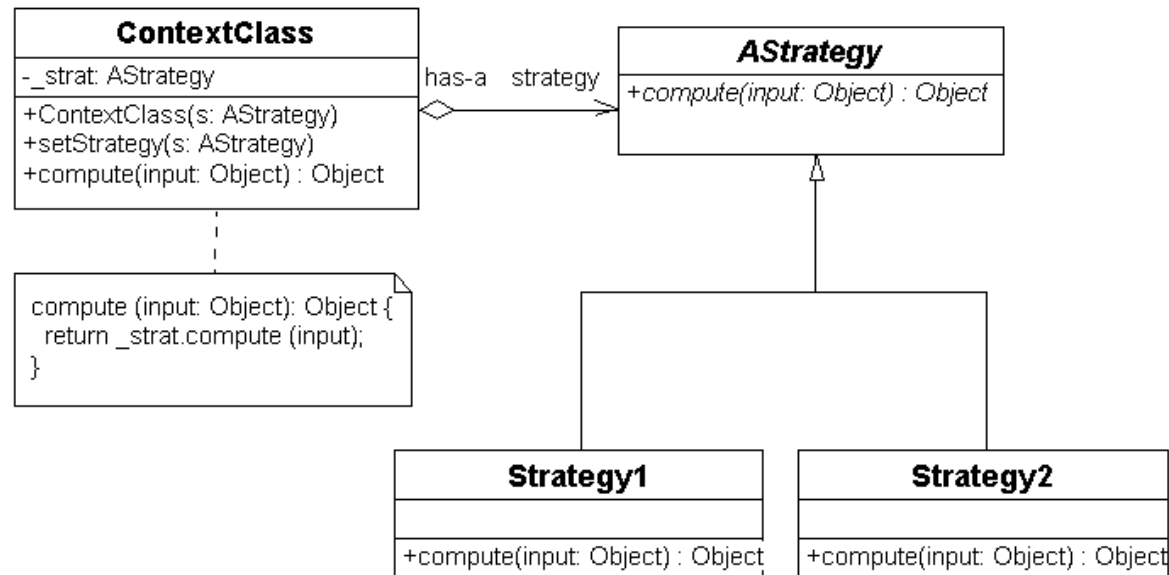 ContextClass
-_strat: AStrategy
+ContextClass(s: AStrategy)
+setStrategy(s: AStrategy)
+compute(input: Object) : Object
has-a strategy
AStrategy
+compute(input: Object) : Object
compute (input: Object): Object {
return _strat.compute (input);
}
Strategy1
+compute(input: Object) : Object
Strategy2
+compute(input: Object) : Object